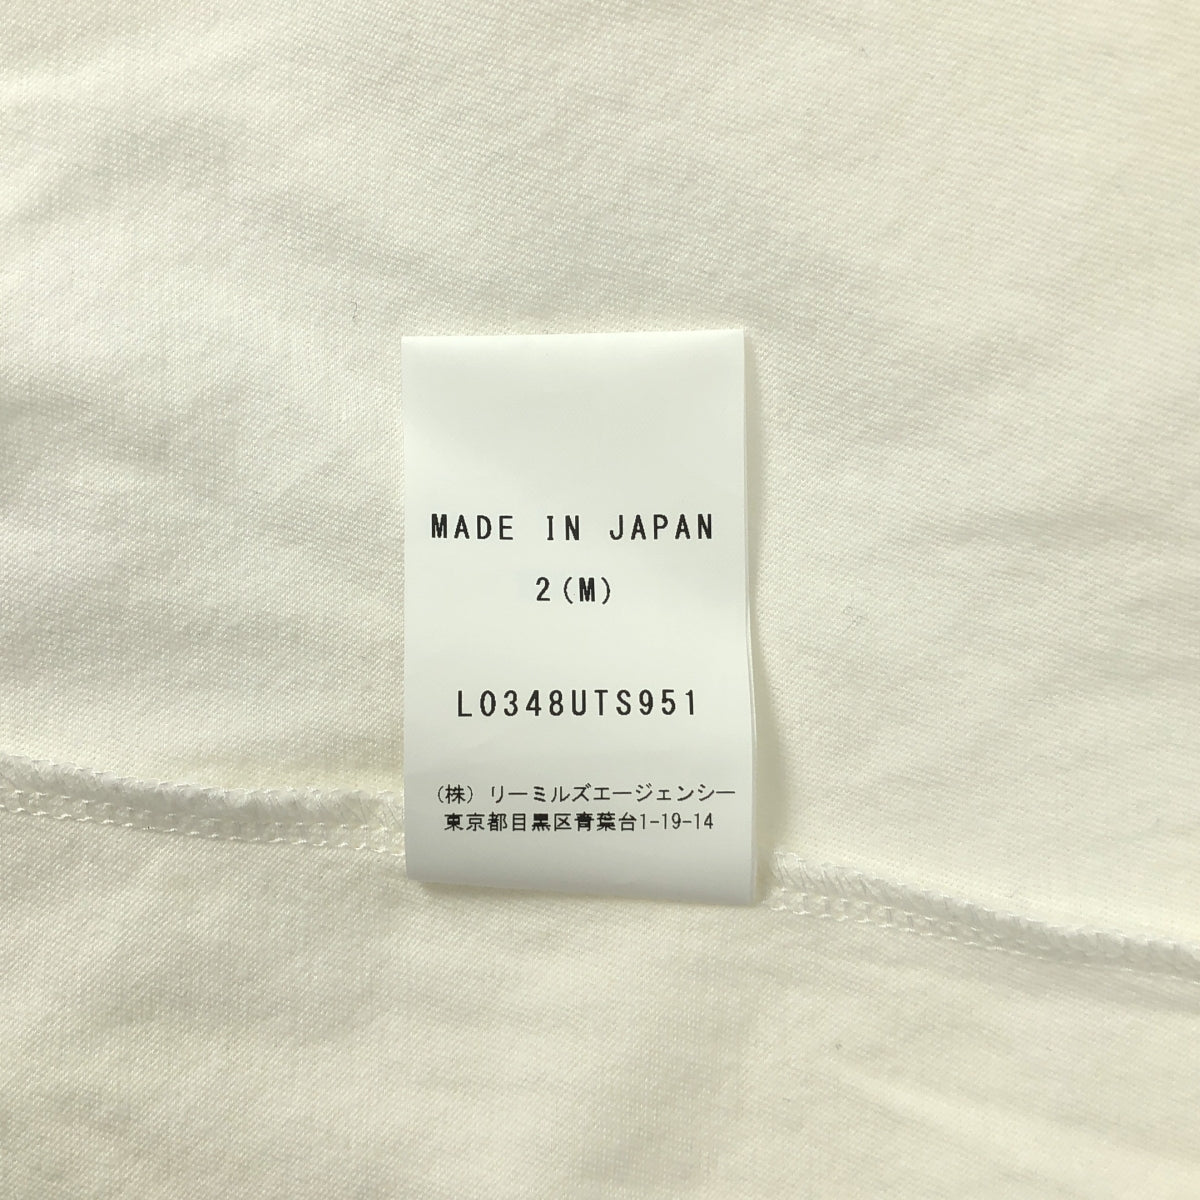 MADE IN JAPAN
2(M)
L0348UTS951
(株) リーミルズエージェンシー
東京都目黒区青葉台1-19-14